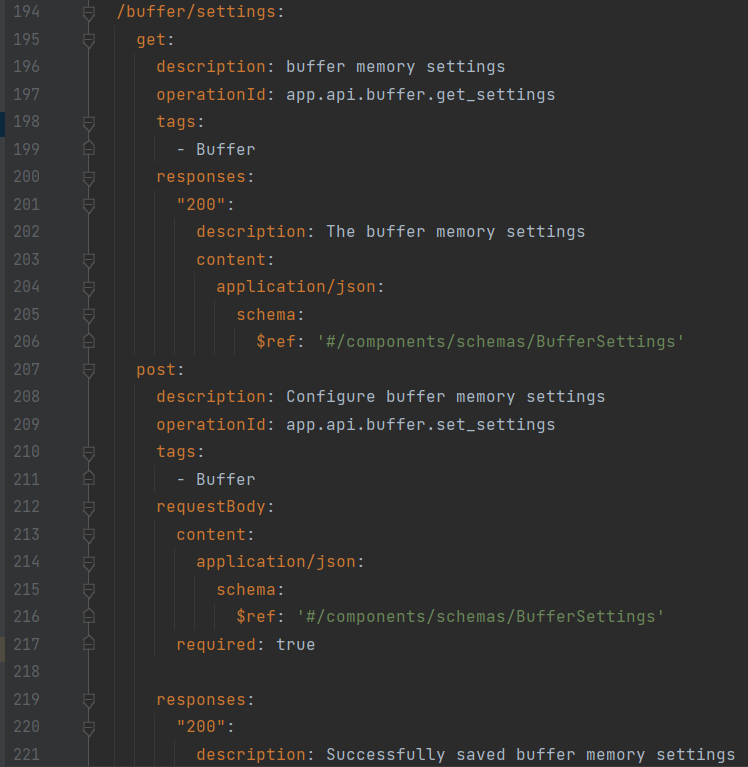 194 /buffer/settings:
195 get:
196 description: buffer memory settings
197 operationId: app.api.buffer.get_settings
198 tags:
199 - Buffer
200 responses:
201 "200":
202 description: The buffer memory settings
203 content:
204 application/json:
205 schema:
206 $ref: '#/components/schemas/BufferSettings'
207 post:
208 description: Configure buffer memory settings
209 operationId: app.api.buffer.set_settings
210 tags:
211 - Buffer
212 requestBody:
213 content:
214 application/json:
215 schema:
216 $ref: '#/components/schemas/BufferSettings'
217 required: true
218
219 responses:
220 "200":
221 description: Successfully saved buffer memory settings